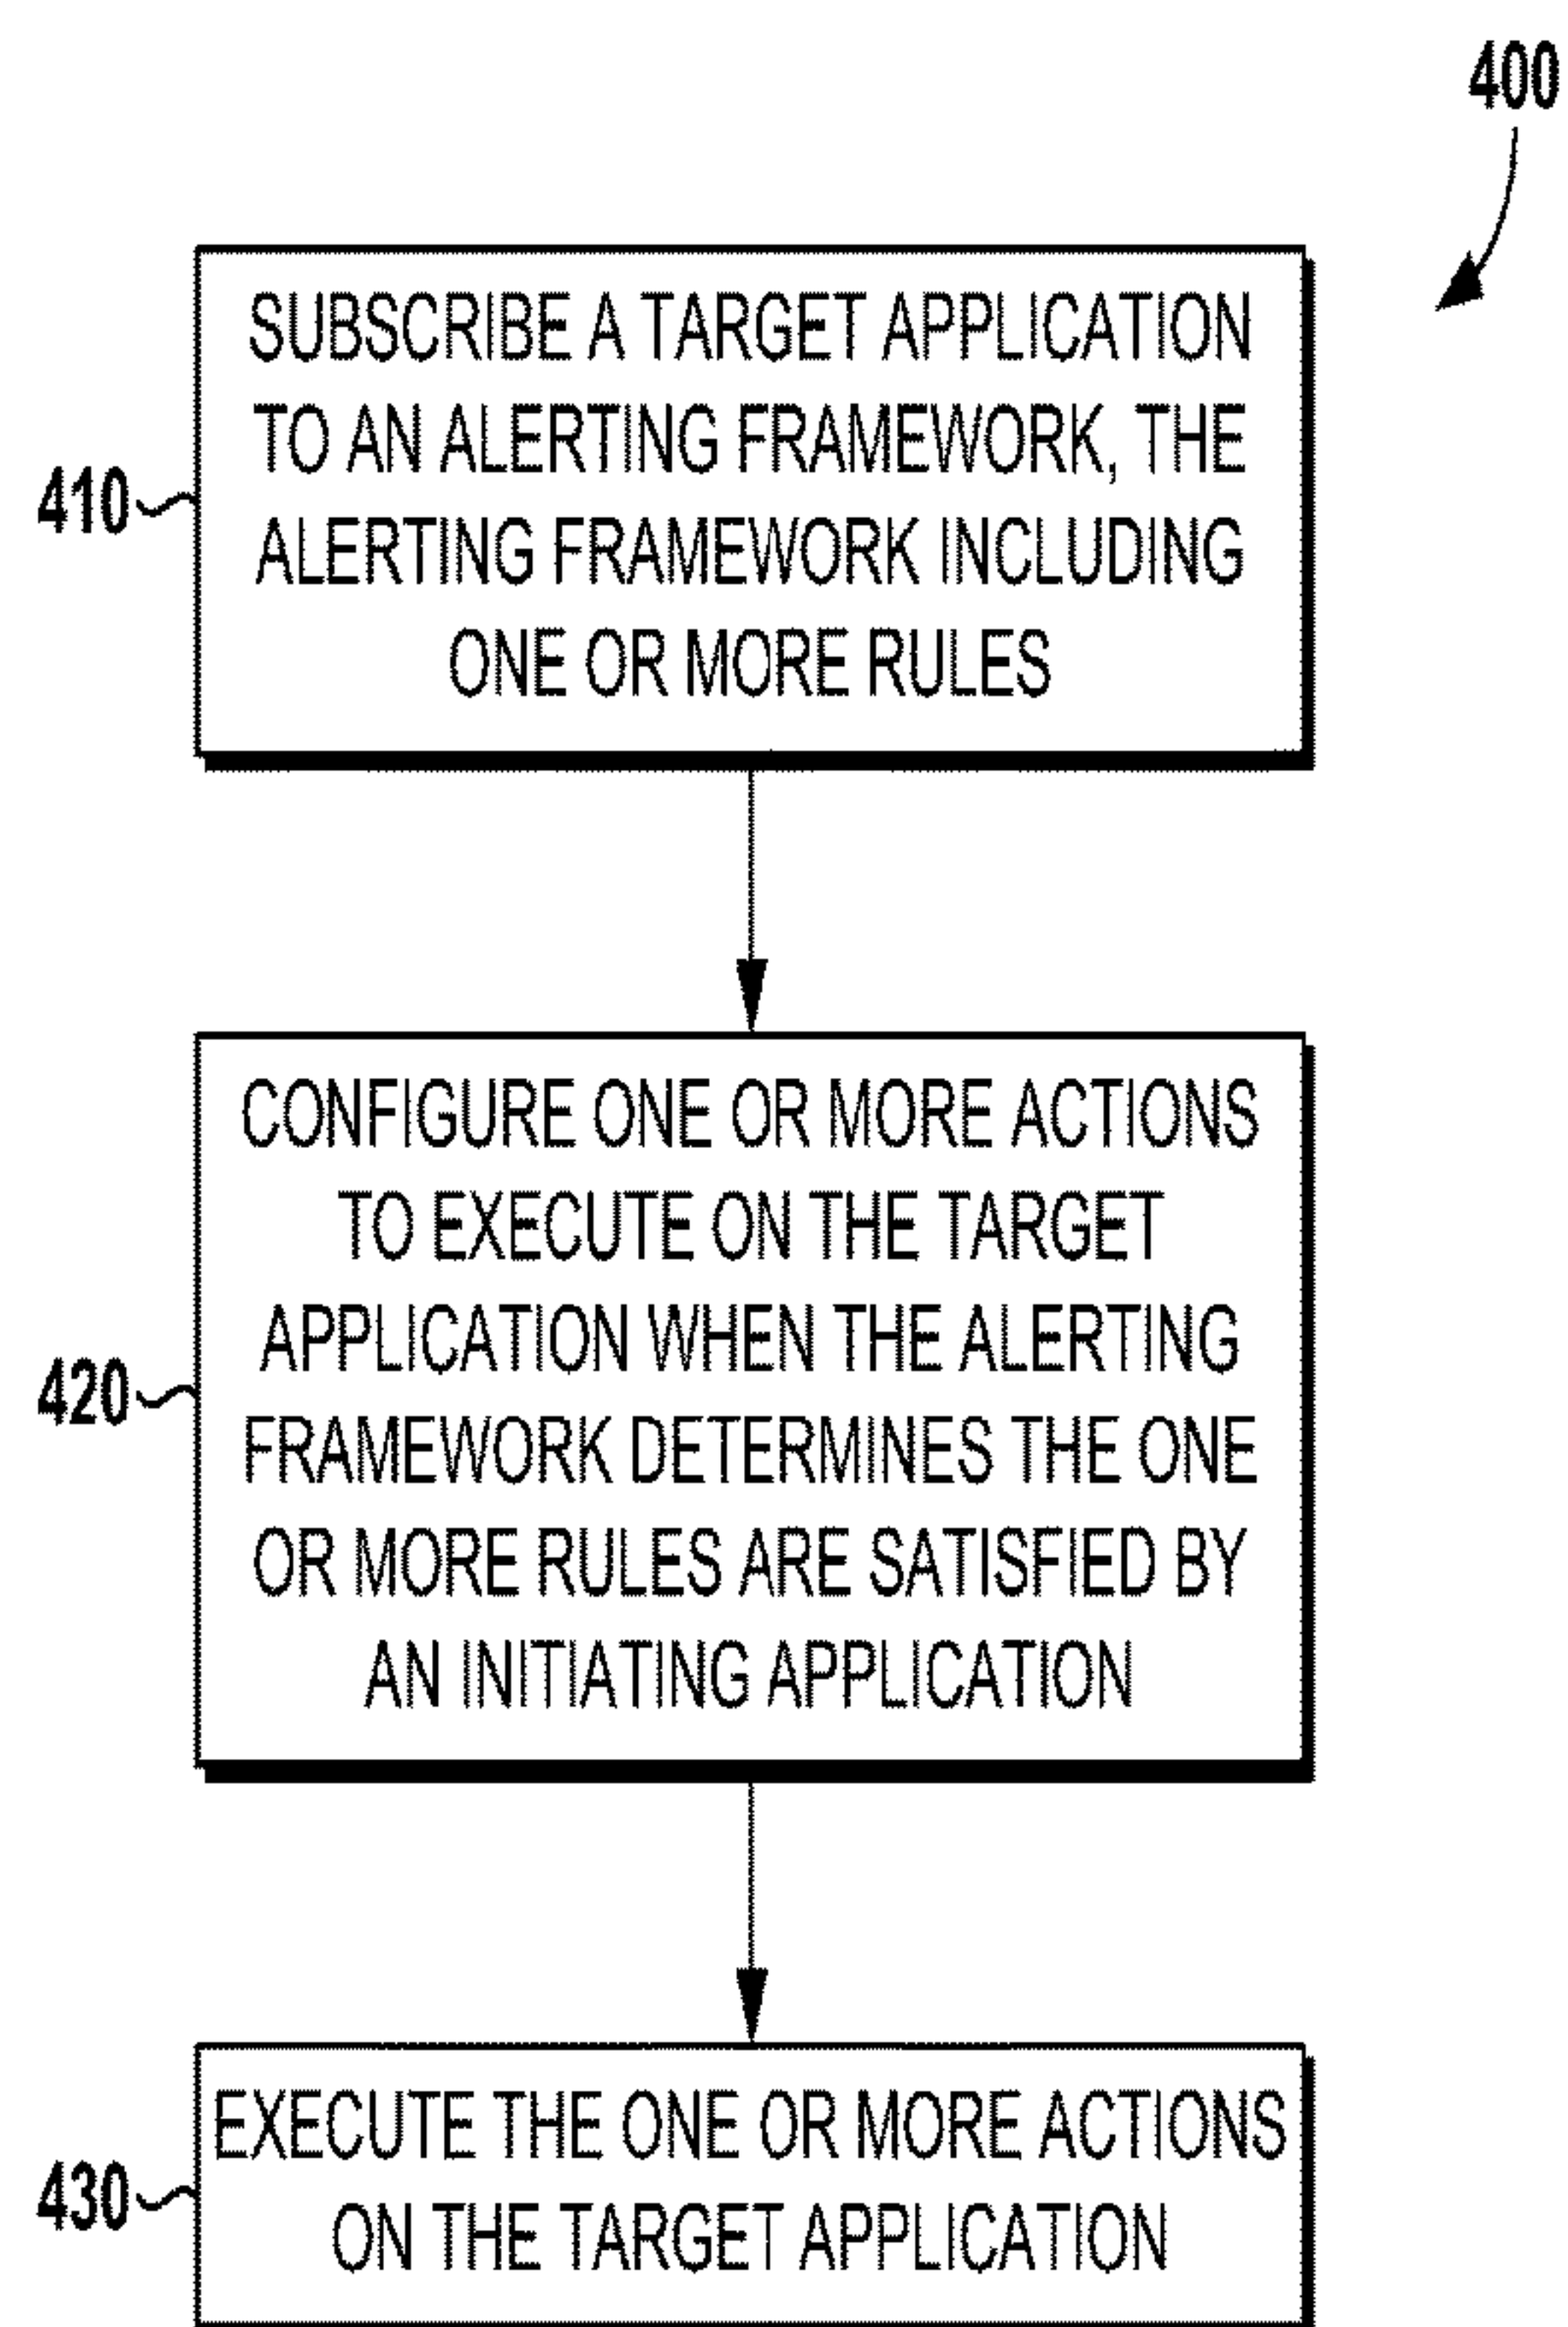 400
SUBSCRIBE A TARGET APPLICATION
TO AN ALERTING FRAMEWORK, THE
ALERTING FRAMEWORK INCLUDING
ONE OR MORE RULES
410
CONFIGURE ONE OR MORE ACTIONS
TO EXECUTE ON THE TARGET
APPLICATION WHEN THE ALERTING
FRAMEWORK DETERMINES THE ONE
OR MORE RULES ARE SATISFIED BY
AN INITIATING APPLICATION
420
EXECUTE THE ONE OR MORE ACTIONS
ON THE TARGET APPLICATION
430